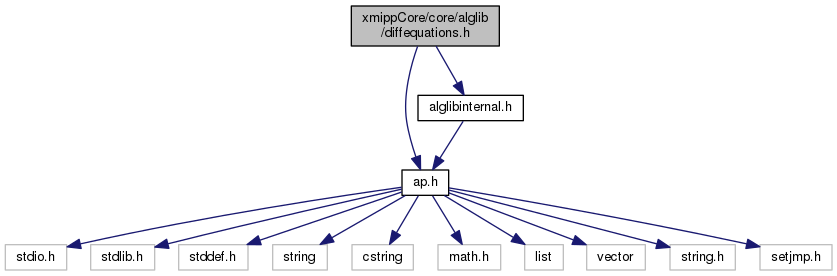 xmippCore/core/alglib
/diffequations.h
alglibinternal.h
ap.h
stdio.h
stdlib.h
stddef.h
string
cstring
math.h
list
vector
string.h
setjmp.h